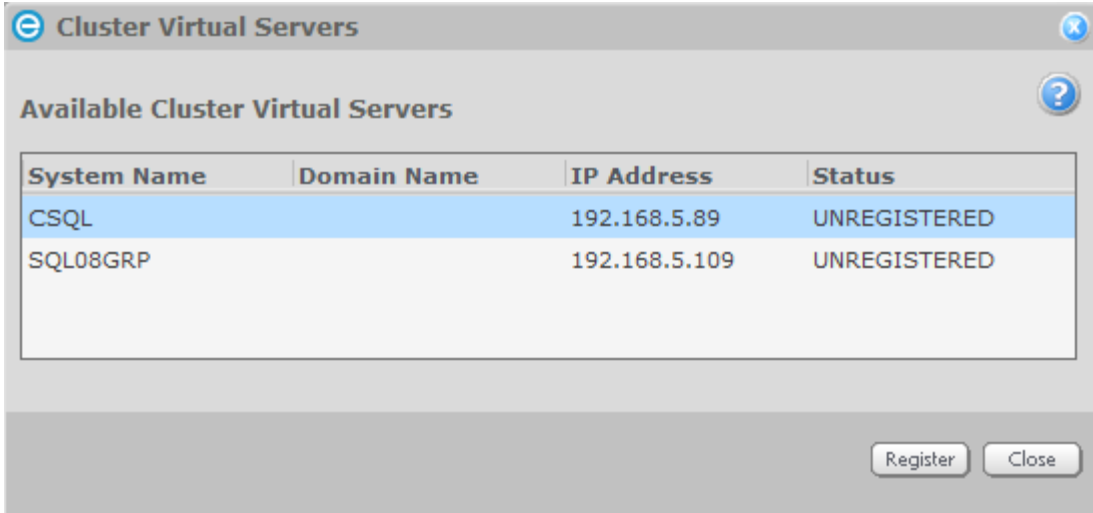 Cluster Virtual Servers
Available Cluster Virtual Servers
System Name Domain Name IP Address Status
CSQL 192.168.5.89 UNREGISTERED
SQL08GRP 192.168.5.109 UNREGISTERED
Register Close